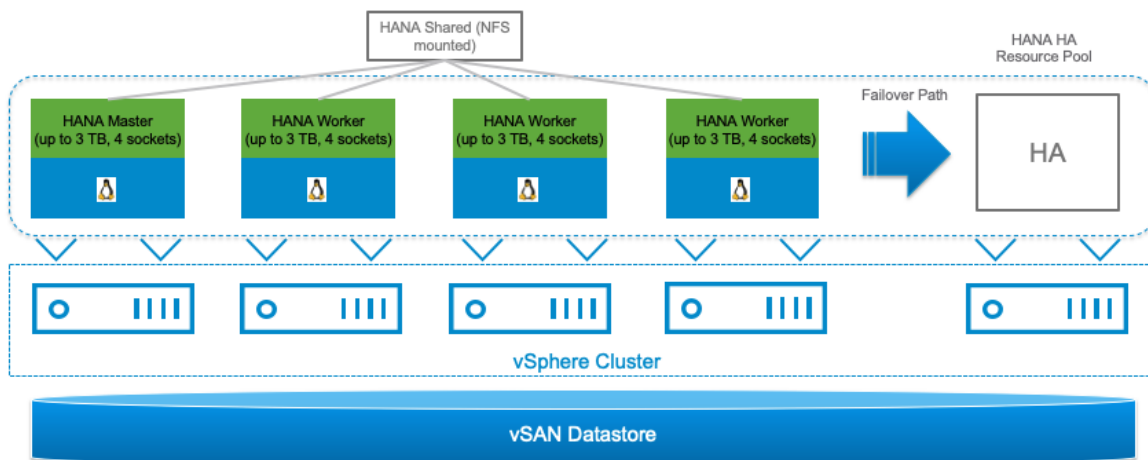 HANA Shared (NFS
mounted)
HANA HA
Resource Pool
HANA Master
(up to 3 TB, 4 sockets)
HANA Worker
(up to 3 TB, 4 sockets)
HANA Worker
(up to 3 TB, 4 sockets)
HANA Worker
(up to 3 TB, 4 sockets)
Failover Path
HA
vSphere Cluster
vSAN Datastore